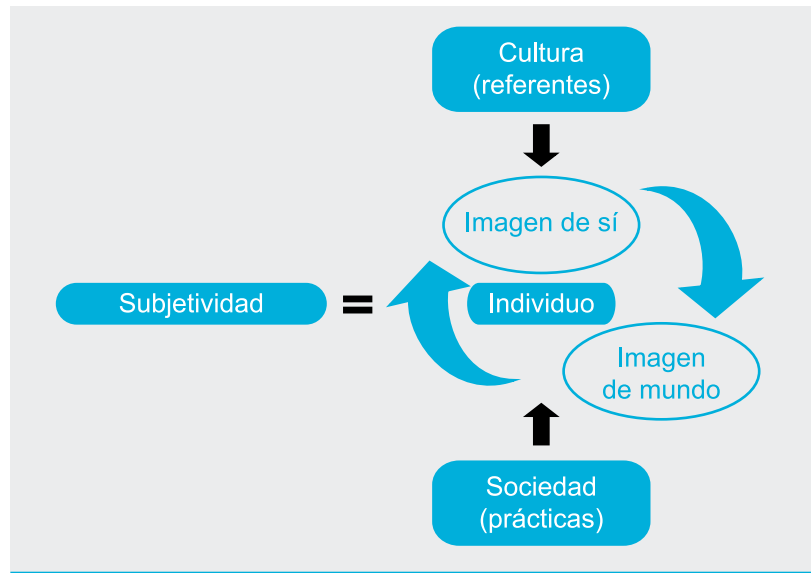 Cultura
(referentes)
Imagen de sí
Subjetividad
=
Individuo
Imagen
de mundo
Sociedad
(prácticas)